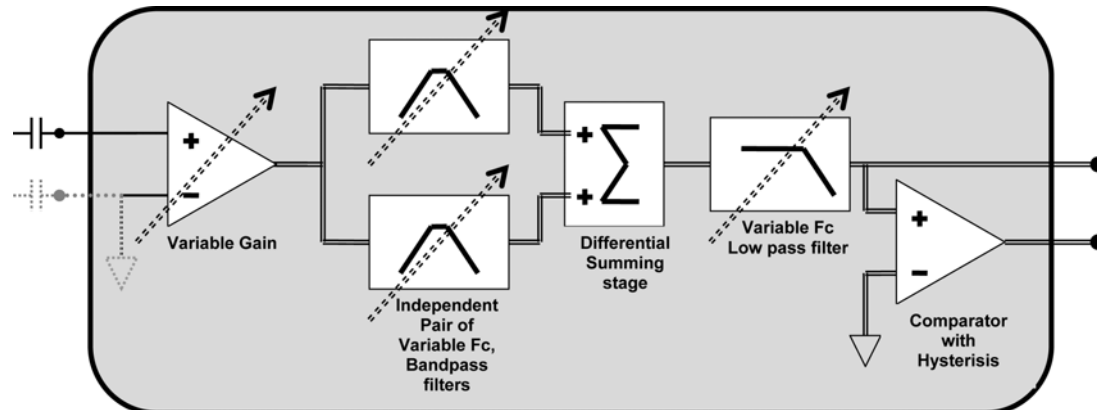 +
−
Variable Gain
Independent
Pair of
Variable Fc,
Bandpass
filters
+
+
Σ
Differential
Summing
stage
Variable Fc
Low pass filter
+
−
Comparator
with
Hysterisis